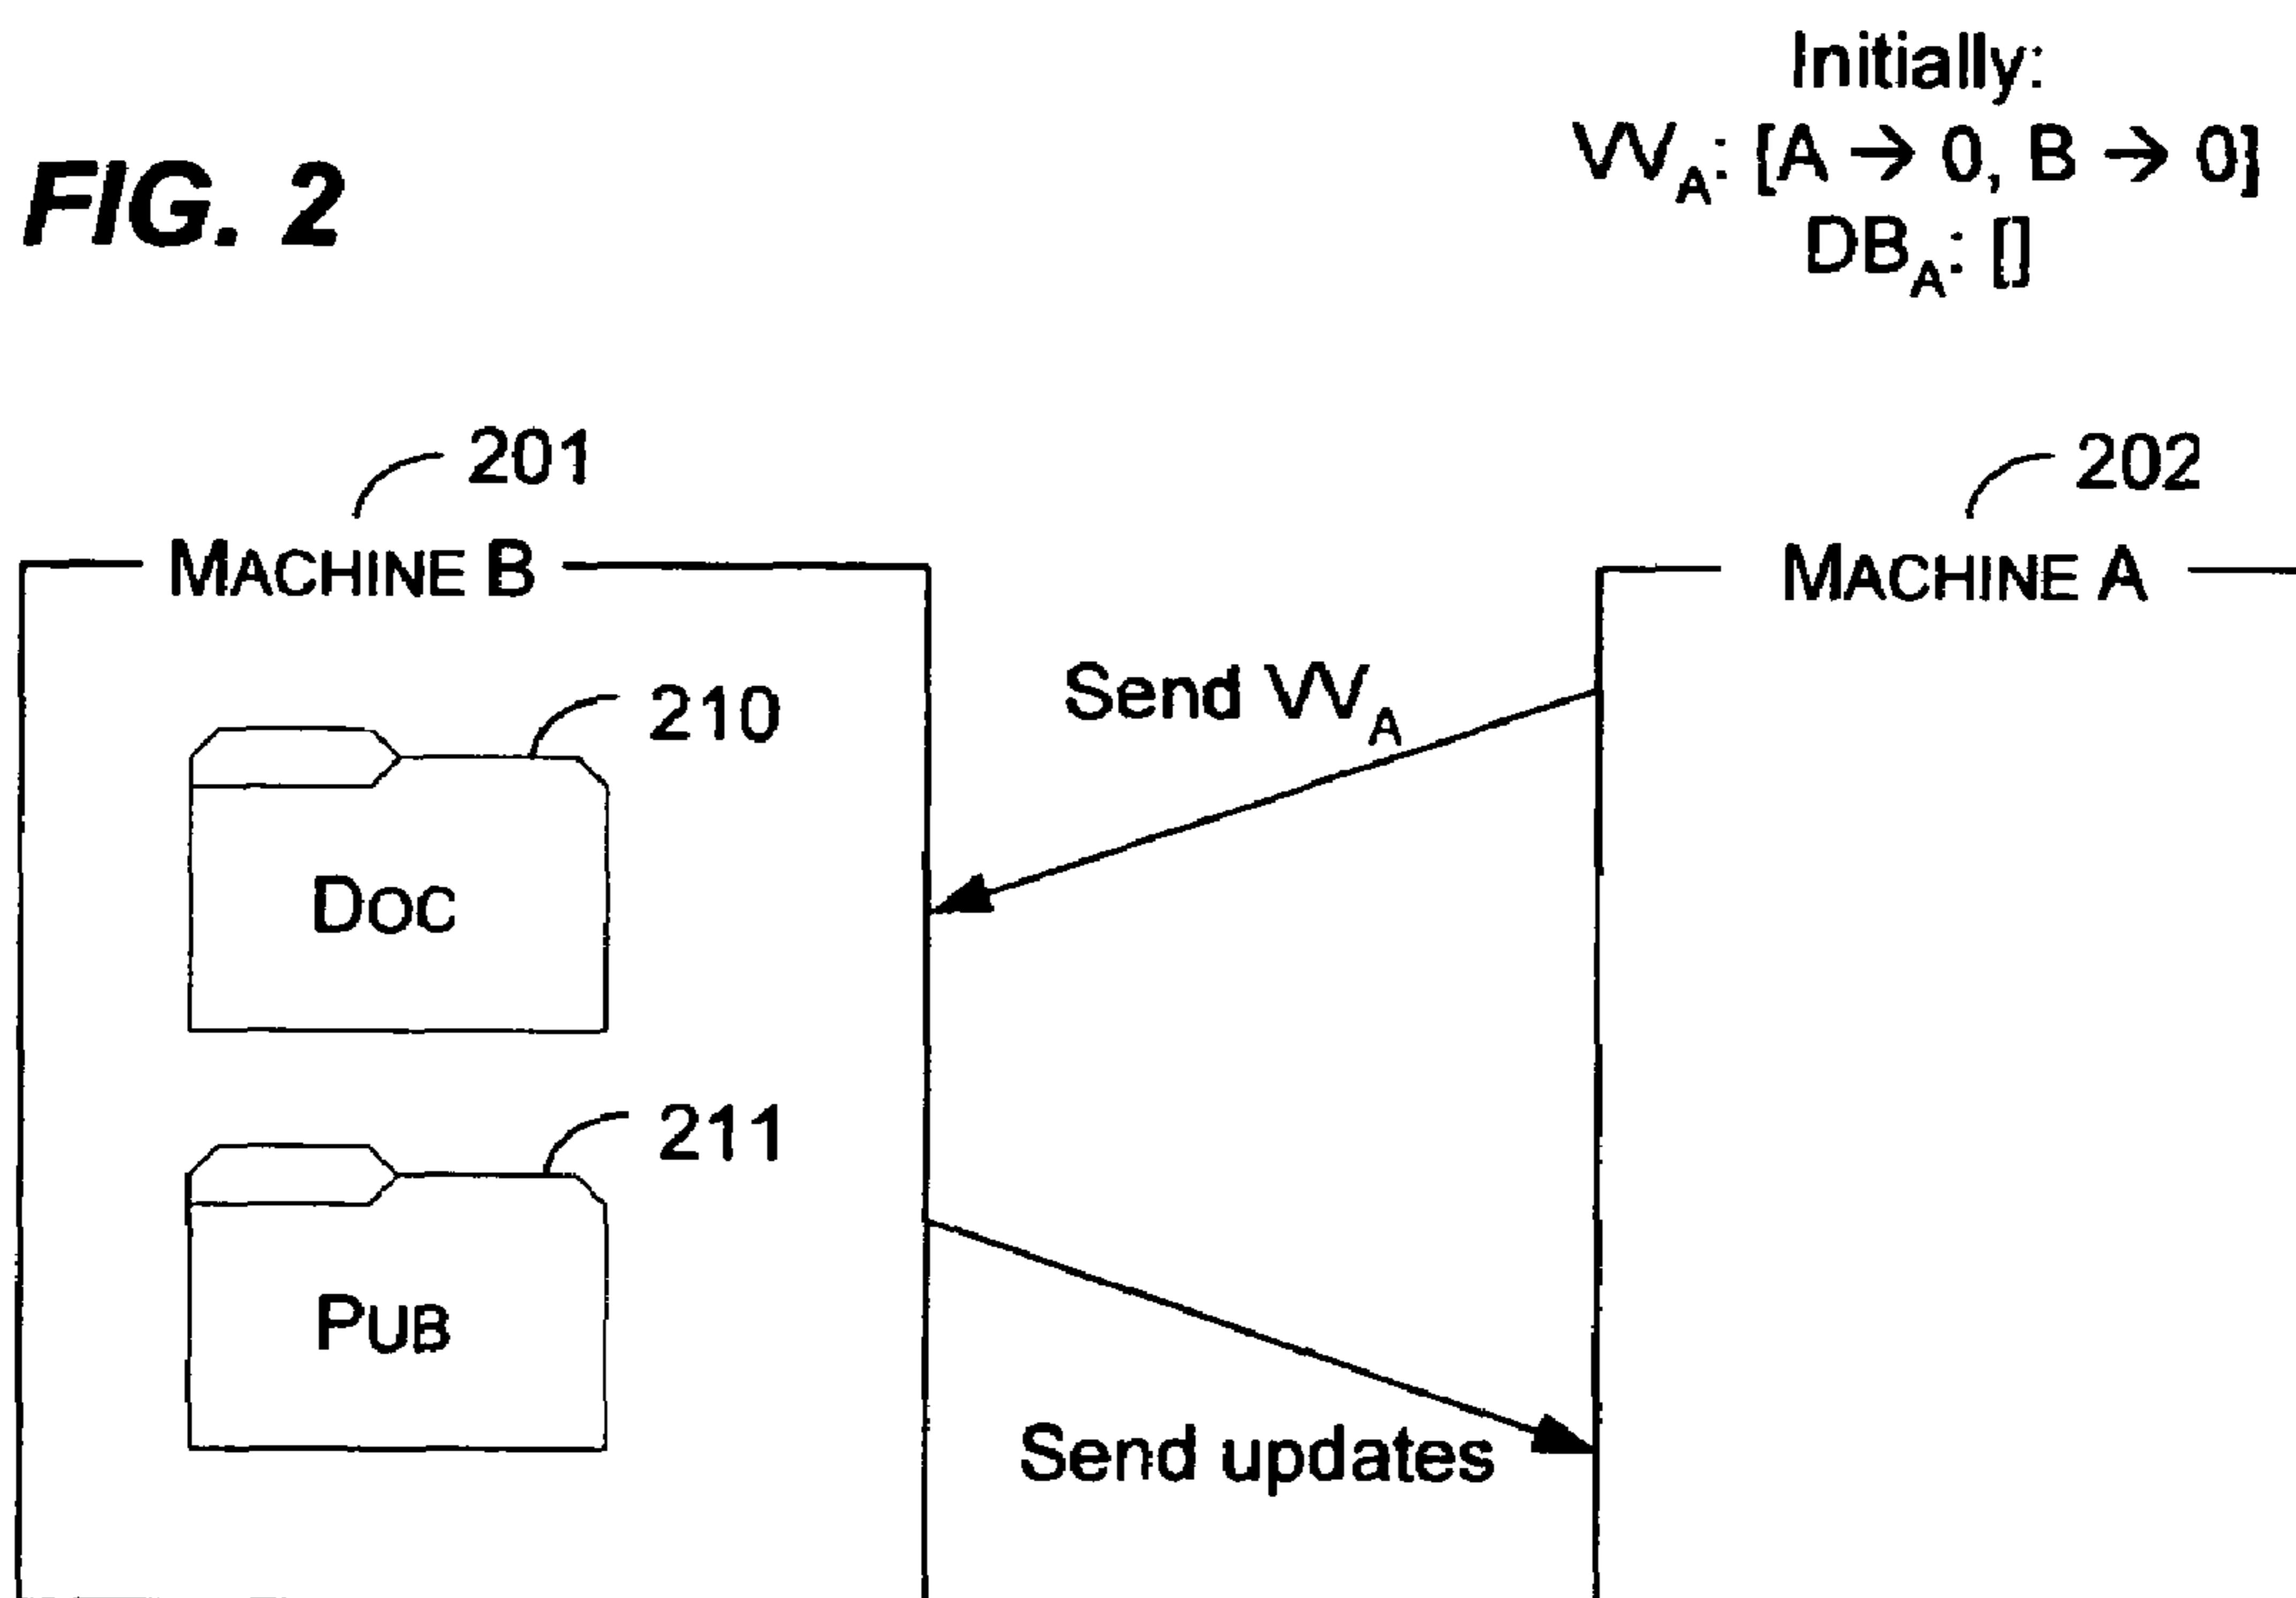 Initially:
VV_A: [A → 0, B → 0]
DB_A: []
FIG. 2
201
202
MACHINE B
MACHINE A
Send VV_A
210
DOC
211
PUB
Send updates